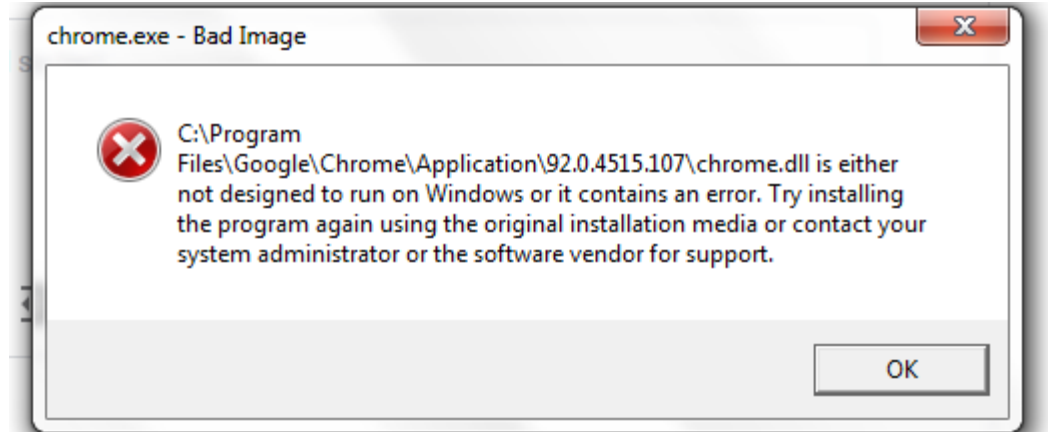 chrome.exe - Bad Image
C:\Program
Files\Google\Chrome\Application\92.0.4515.107\chrome.dll is either
not designed to run on Windows or it contains an error. Try installing
the program again using the original installation media or contact your
system administrator or the software vendor for support.
OK